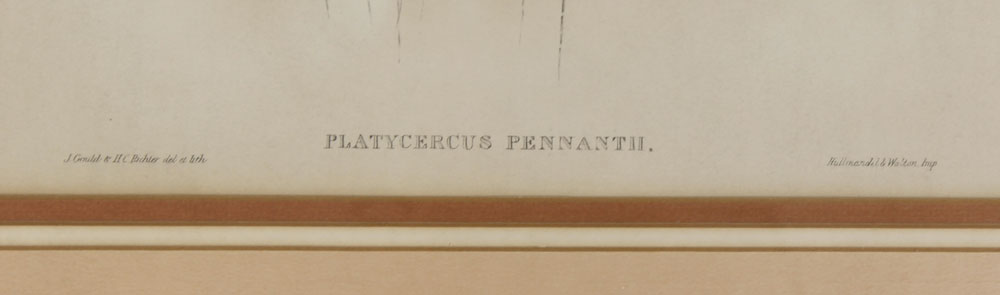 PLATYCERCUS PENNANTII.
J. Gould & H.C. Richter del et lith.
Hullmandel & Walton, Imp